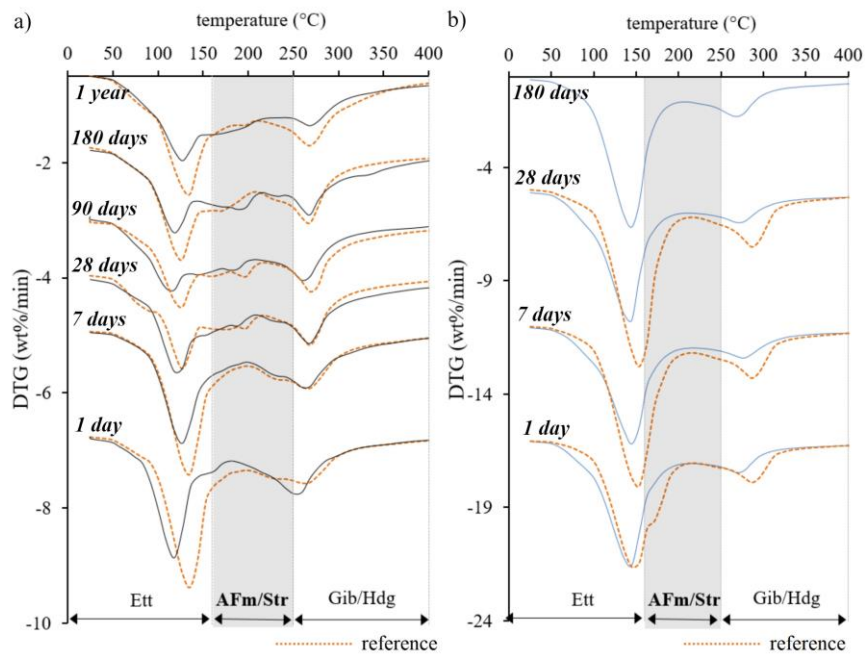 a)
temperature (°C)
0 50 100 150 200 250 300 350 400
1 year
180 days
90 days
28 days
7 days
1 day
-2
-4
-6
-8
-10
DTG (wt%/min)
Ett
AFm/Str
Gib/Hdg
reference
b)
temperature (°C)
0 50 100 150 200 250 300 350 400
180 days
28 days
7 days
1 day
-4
-9
-14
-19
-24
DTG (wt%/min)
Ett
AFm/Str
Gib/Hdg
reference